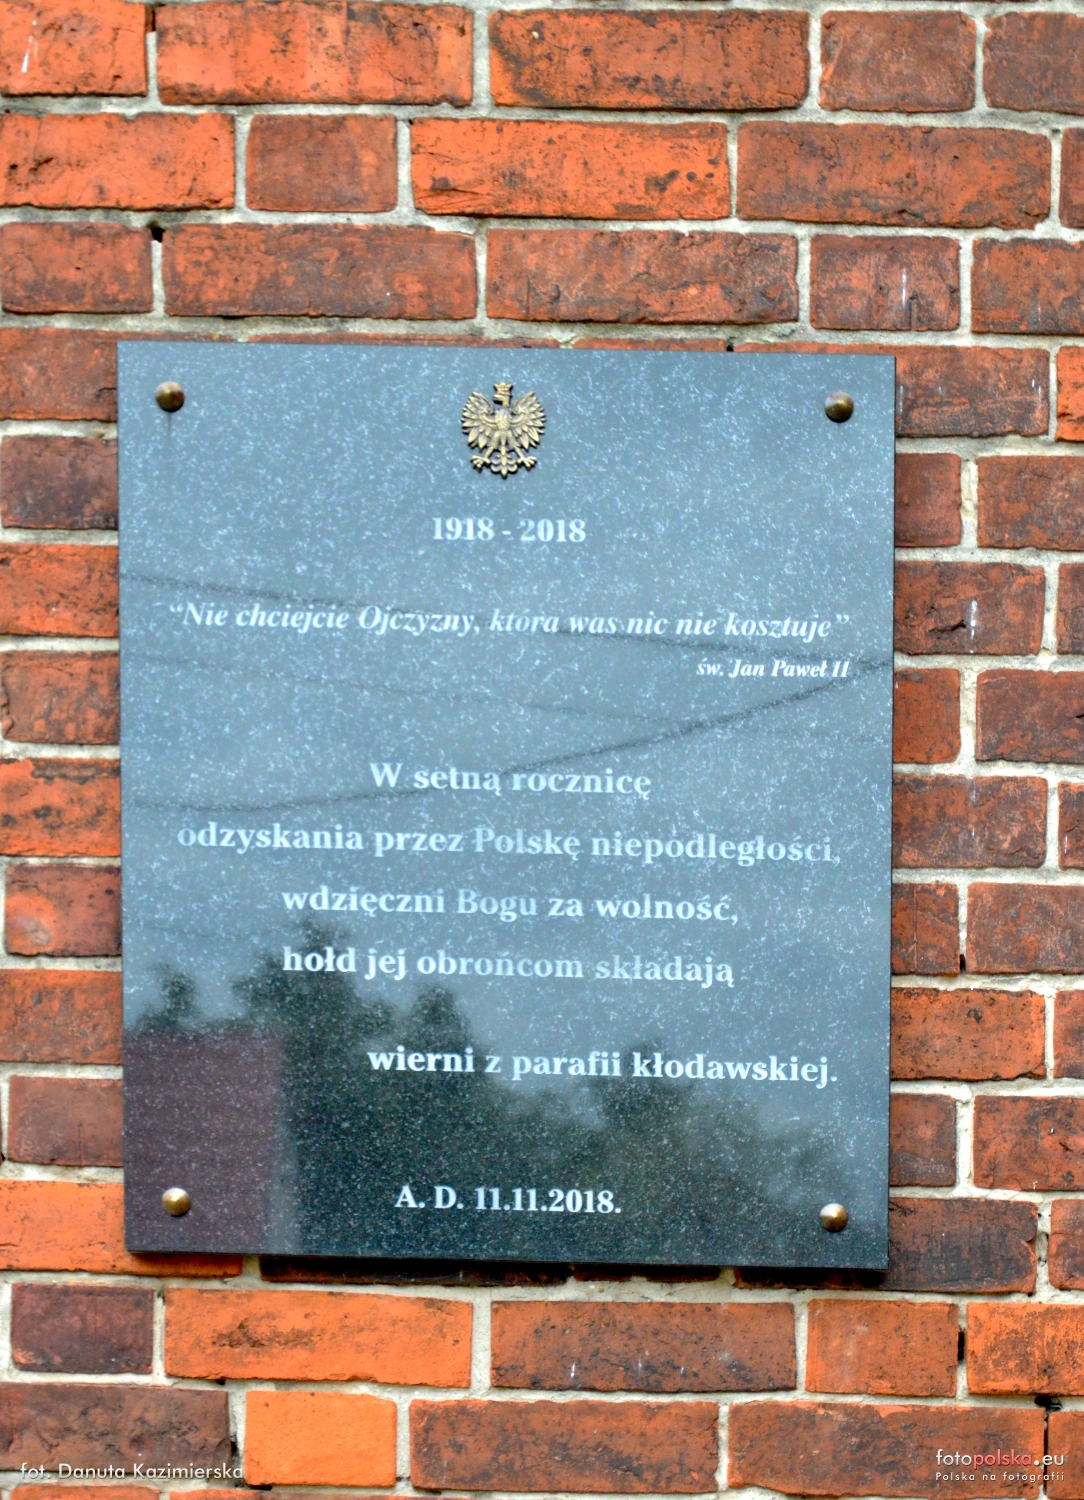 1918 - 2018
“Nie chciejcie Ojczyzny, która was nic nie kosztuje”
św. Jan Paweł II
W setną rocznicę
odzyskania przez Polskę niepodległości,
wdzięczni Bogu za wolność,
hołd jej obrońcom składają
wierni z parafii kłodawskiej.
A. D. 11.11.2018.
fot. Danuta Kazimierska
fotopolska.eu
Polska na fotografii